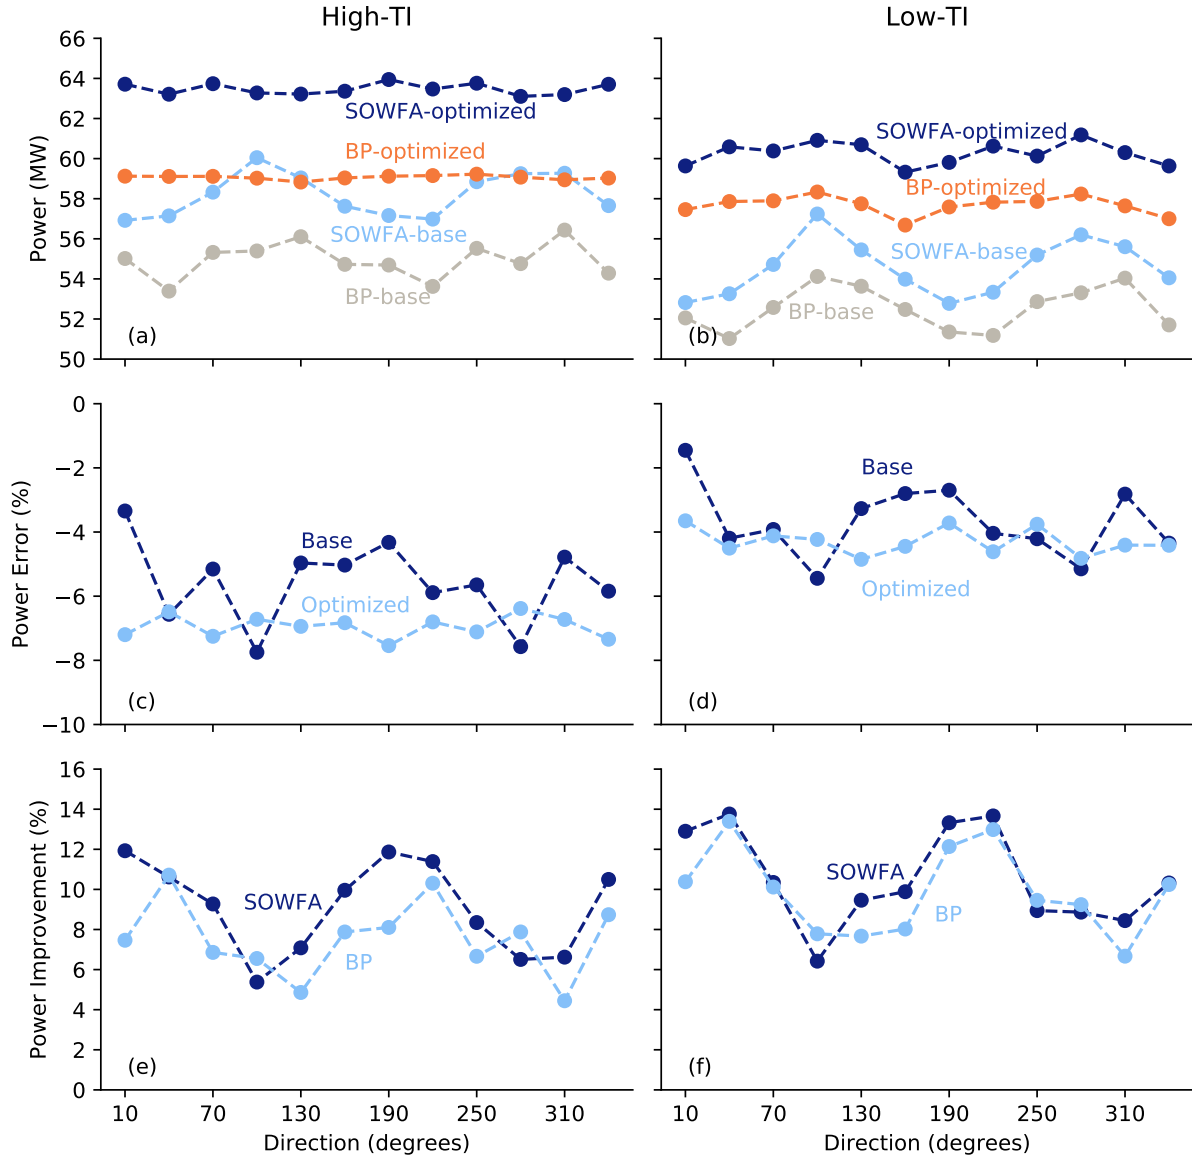 High-TI
Low-TI
Power (MW)
66
64
62
60
58
56
54
52
50
SOWFA-optimized
BP-optimized
SOWFA-base
BP-base
(a)
SOWFA-optimized
BP-optimized
SOWFA-base
BP-base
(b)
Power Error (%)
0
−2
−4
−6
−8
−10
Base
Optimized
(c)
Base
Optimized
(d)
Power Improvement (%)
16
14
12
10
8
6
4
2
0
SOWFA
BP
(e)
SOWFA
BP
(f)
10 70 130 190 250 310
Direction (degrees)
10 70 130 190 250 310
Direction (degrees)